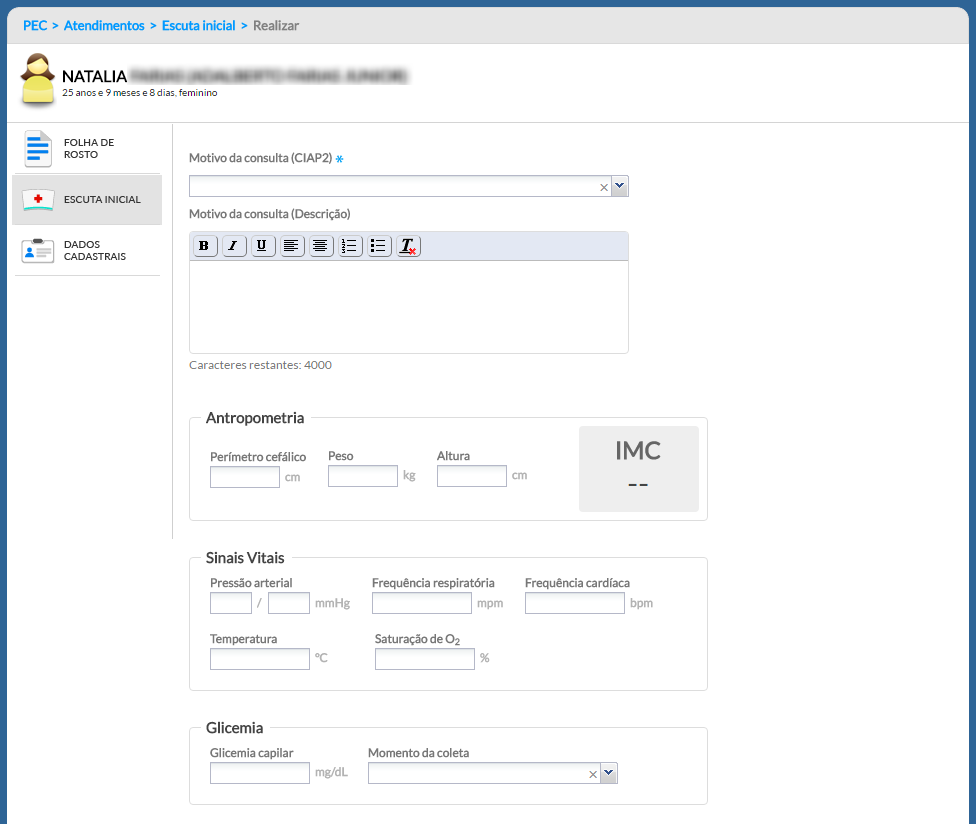 PEC > Atendimentos > Escuta inicial > Realizar
NATALIA
25 anos e 9 meses e 8 dias, feminino
FOLHA DE
ROSTO
ESCUTA INICIAL
DADOS
CADASTRAIS
Motivo da consulta (CIAP2) *
Motivo da consulta (Descrição)
B I U
Caracteres restantes: 4000
Antropometria
Perímetro cefálico Peso Altura
cm kg cm
IMC
--
Sinais Vitais
Pressão arterial Frequência respiratória Frequência cardíaca
/ mmHg mpm bpm
Temperatura Saturação de O2
°C %
Glicemia
Glicemia capilar Momento da coleta
mg/dL